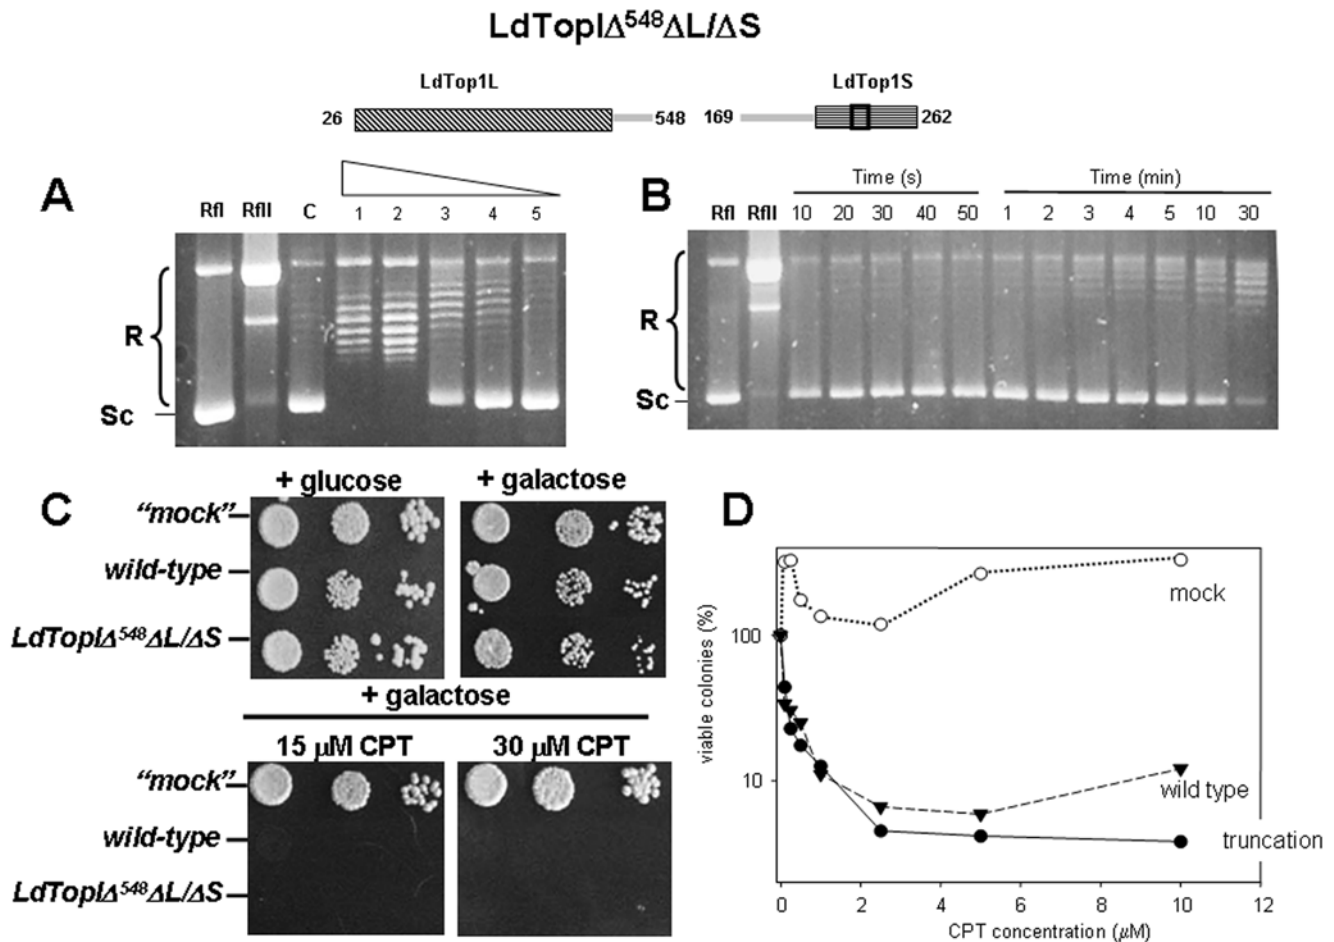 LdTopIΔ⁵⁴⁸ΔL/ΔS
LdTop1L LdTop1S
26 548 169 262
A
RfI RfII C 1 2 3 4 5
R
Sc
B
Time (s) Time (min)
RfI RfII 10 20 30 40 50 1 2 3 4 5 10 30
R
Sc
C
+ glucose + galactose
“mock”
wild-type
LdTopIΔ⁵⁴⁸ΔL/ΔS
+ galactose
15 μM CPT 30 μM CPT
“mock”
wild-type
LdTopIΔ⁵⁴⁸ΔL/ΔS
D
viable colonies (%)
100
10
mock
wild type
truncation
0 2 4 6 8 10 12
CPT concentration (μM)